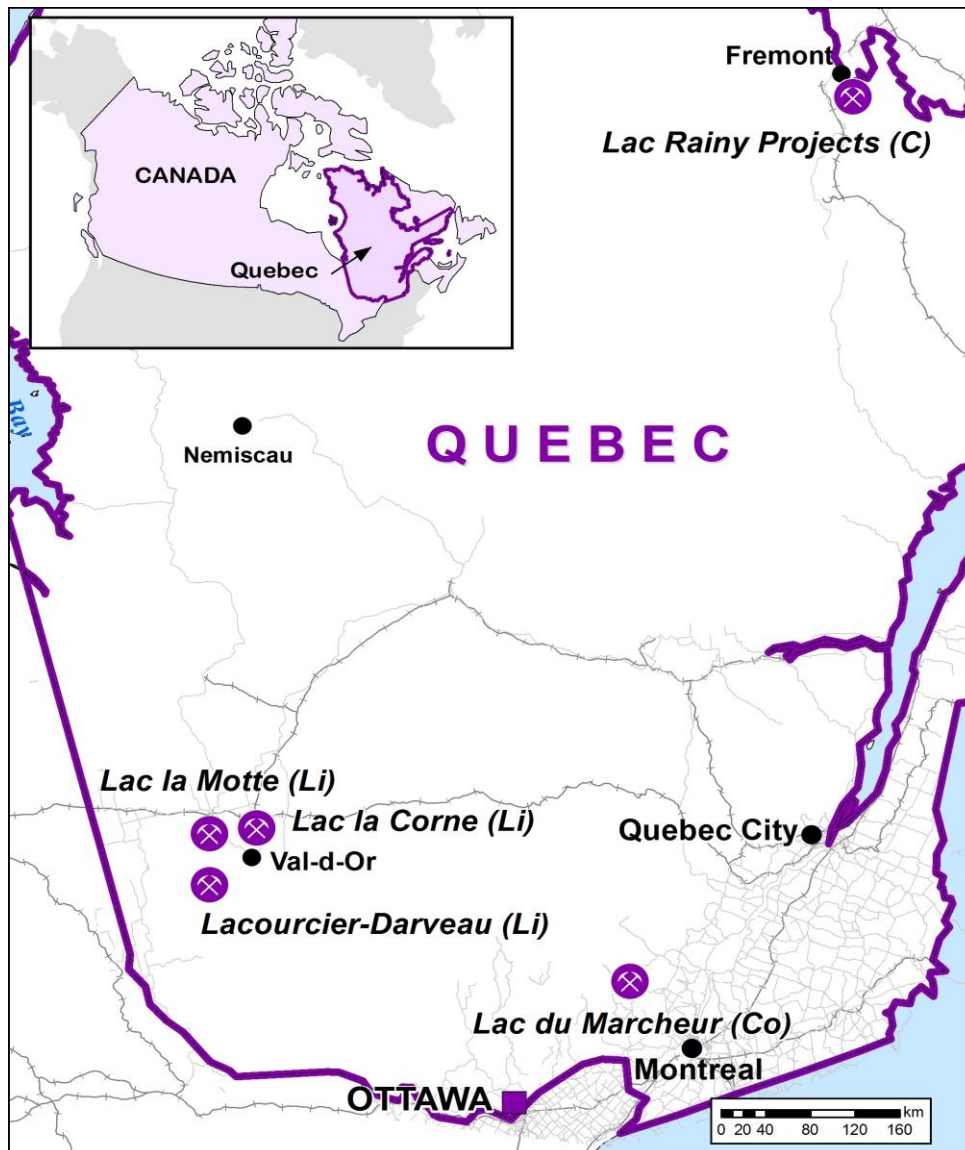 CANADA
Quebec
Fremont
Lac Rainy Projects (C)
Bay
Nemiscau
QUEBEC
Lac la Motte (Li)
Lac la Corne (Li)
Val-d-Or
Quebec City
Lacourcier-Darveau (Li)
Lac du Marcheur (Co)
Montreal
OTTAWA
km
0 20 40 80 120 160